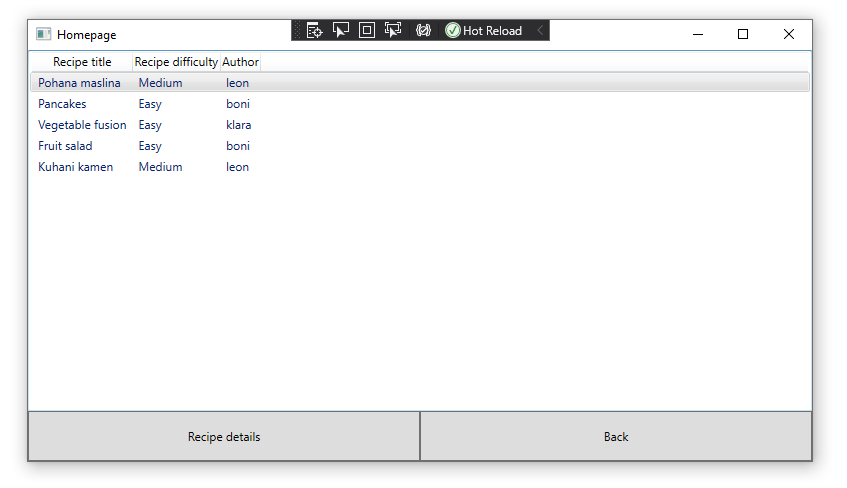 Homepage
Hot Reload
Recipe title Recipe difficulty Author
Pohana maslina Medium leon
Pancakes Easy boni
Vegetable fusion Easy klara
Fruit salad Easy boni
Kuhani kamen Medium leon
Recipe details Back